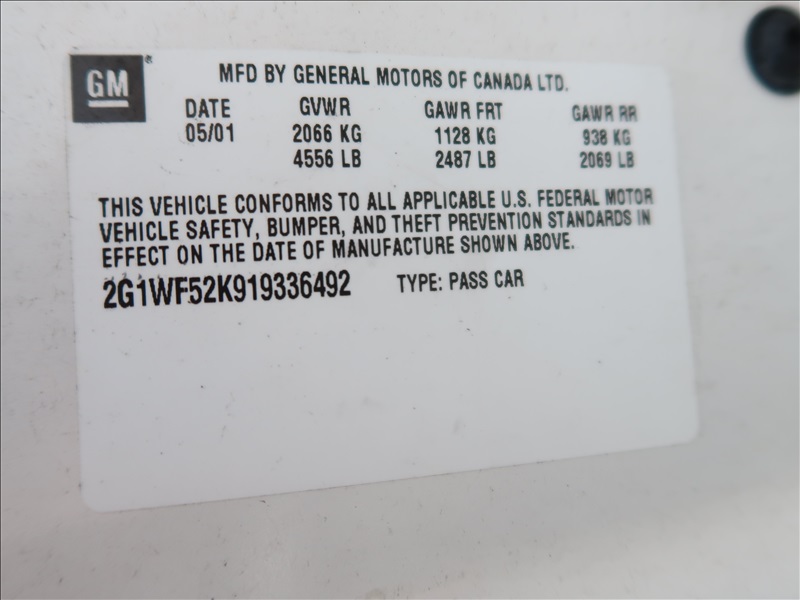 GM
MFD BY GENERAL MOTORS OF CANADA LTD.
DATE GVWR GAWR FRT GAWR RR
05/01 2066 KG 1128 KG 938 KG
4556 LB 2487 LB 2069 LB
THIS VEHICLE CONFORMS TO ALL APPLICABLE U.S. FEDERAL MOTOR
VEHICLE SAFETY, BUMPER, AND THEFT PREVENTION STANDARDS IN
EFFECT ON THE DATE OF MANUFACTURE SHOWN ABOVE.
2G1WF52K919336492 TYPE: PASS CAR